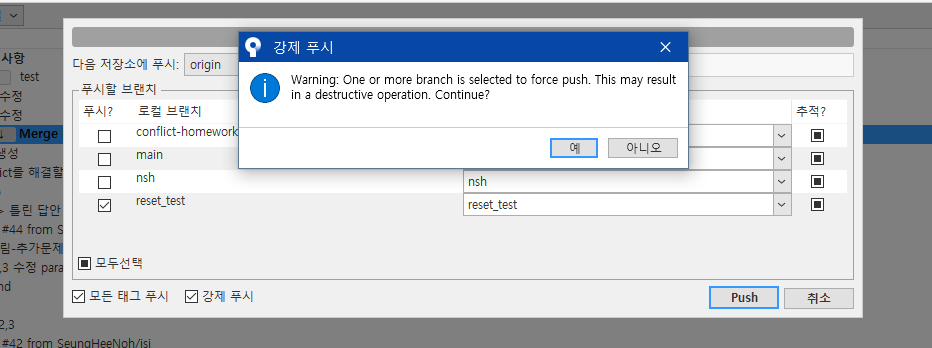 강제 푸시
Warning: One or more branch is selected to force push. This may result
in a destructive operation. Continue?
예
아니오
다음 저장소에 푸시:
origin
푸시할 브랜치
푸시?
로컬 브랜치
추적?
conflict-homework
main
nsh
nsh
reset_test
reset_test
모두선택
모든 태그 푸시
강제 푸시
Push
취소
사항
test
수정
수정
Merge
생성
ict를 해결할
> 틀린 답안
#44 from S
림-추가문제
,3 수정 para
nd
2,3
#42 from SeungHeeNoh/jsj